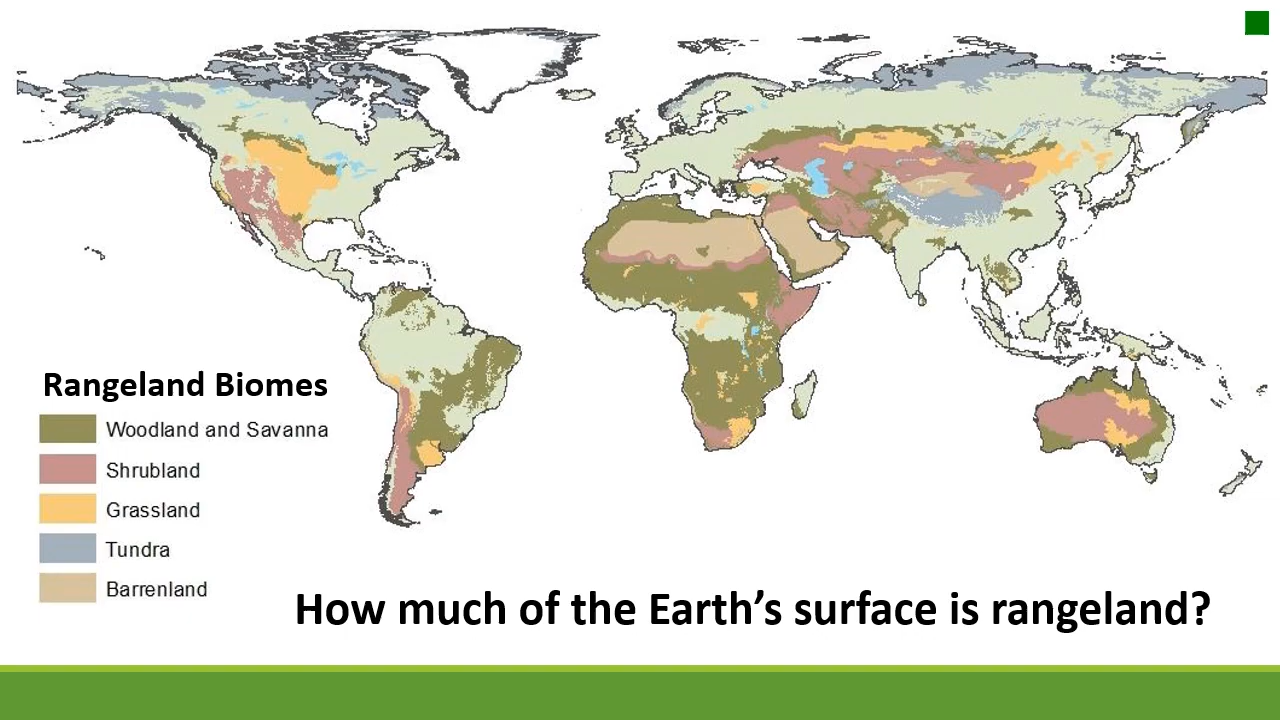 Rangeland Biomes
Woodland and Savanna
Shrubland
Grassland
Tundra
Barrenland
How much of the Earth’s surface is rangeland?